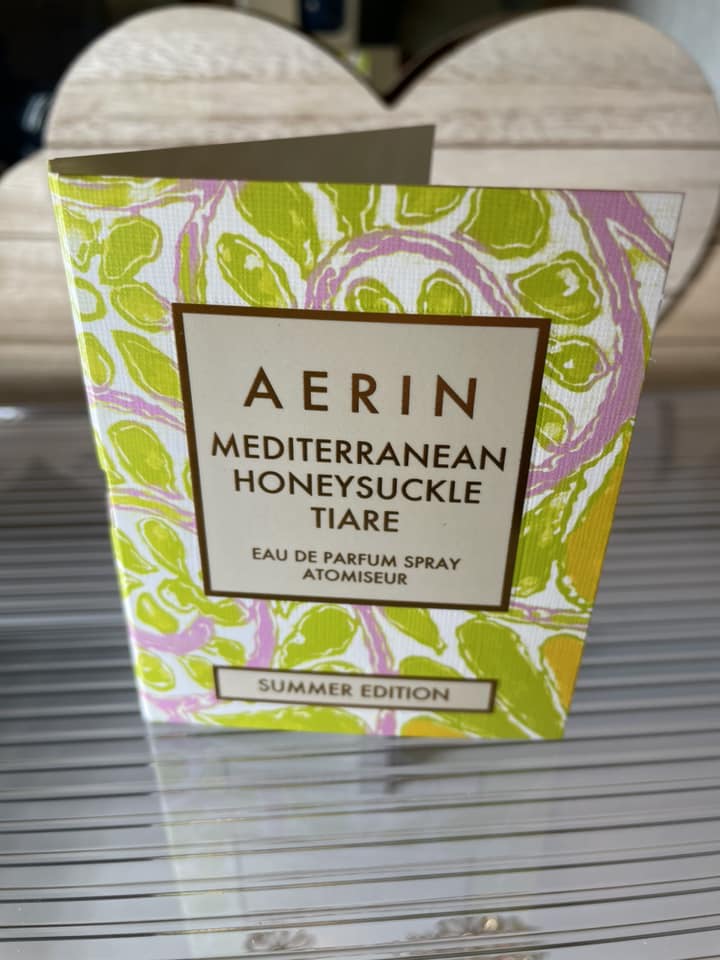 AERIN
MEDITERRANEAN
HONEYSUCKLE
TIARE
EAU DE PARFUM SPRAY
ATOMISEUR
SUMMER EDITION